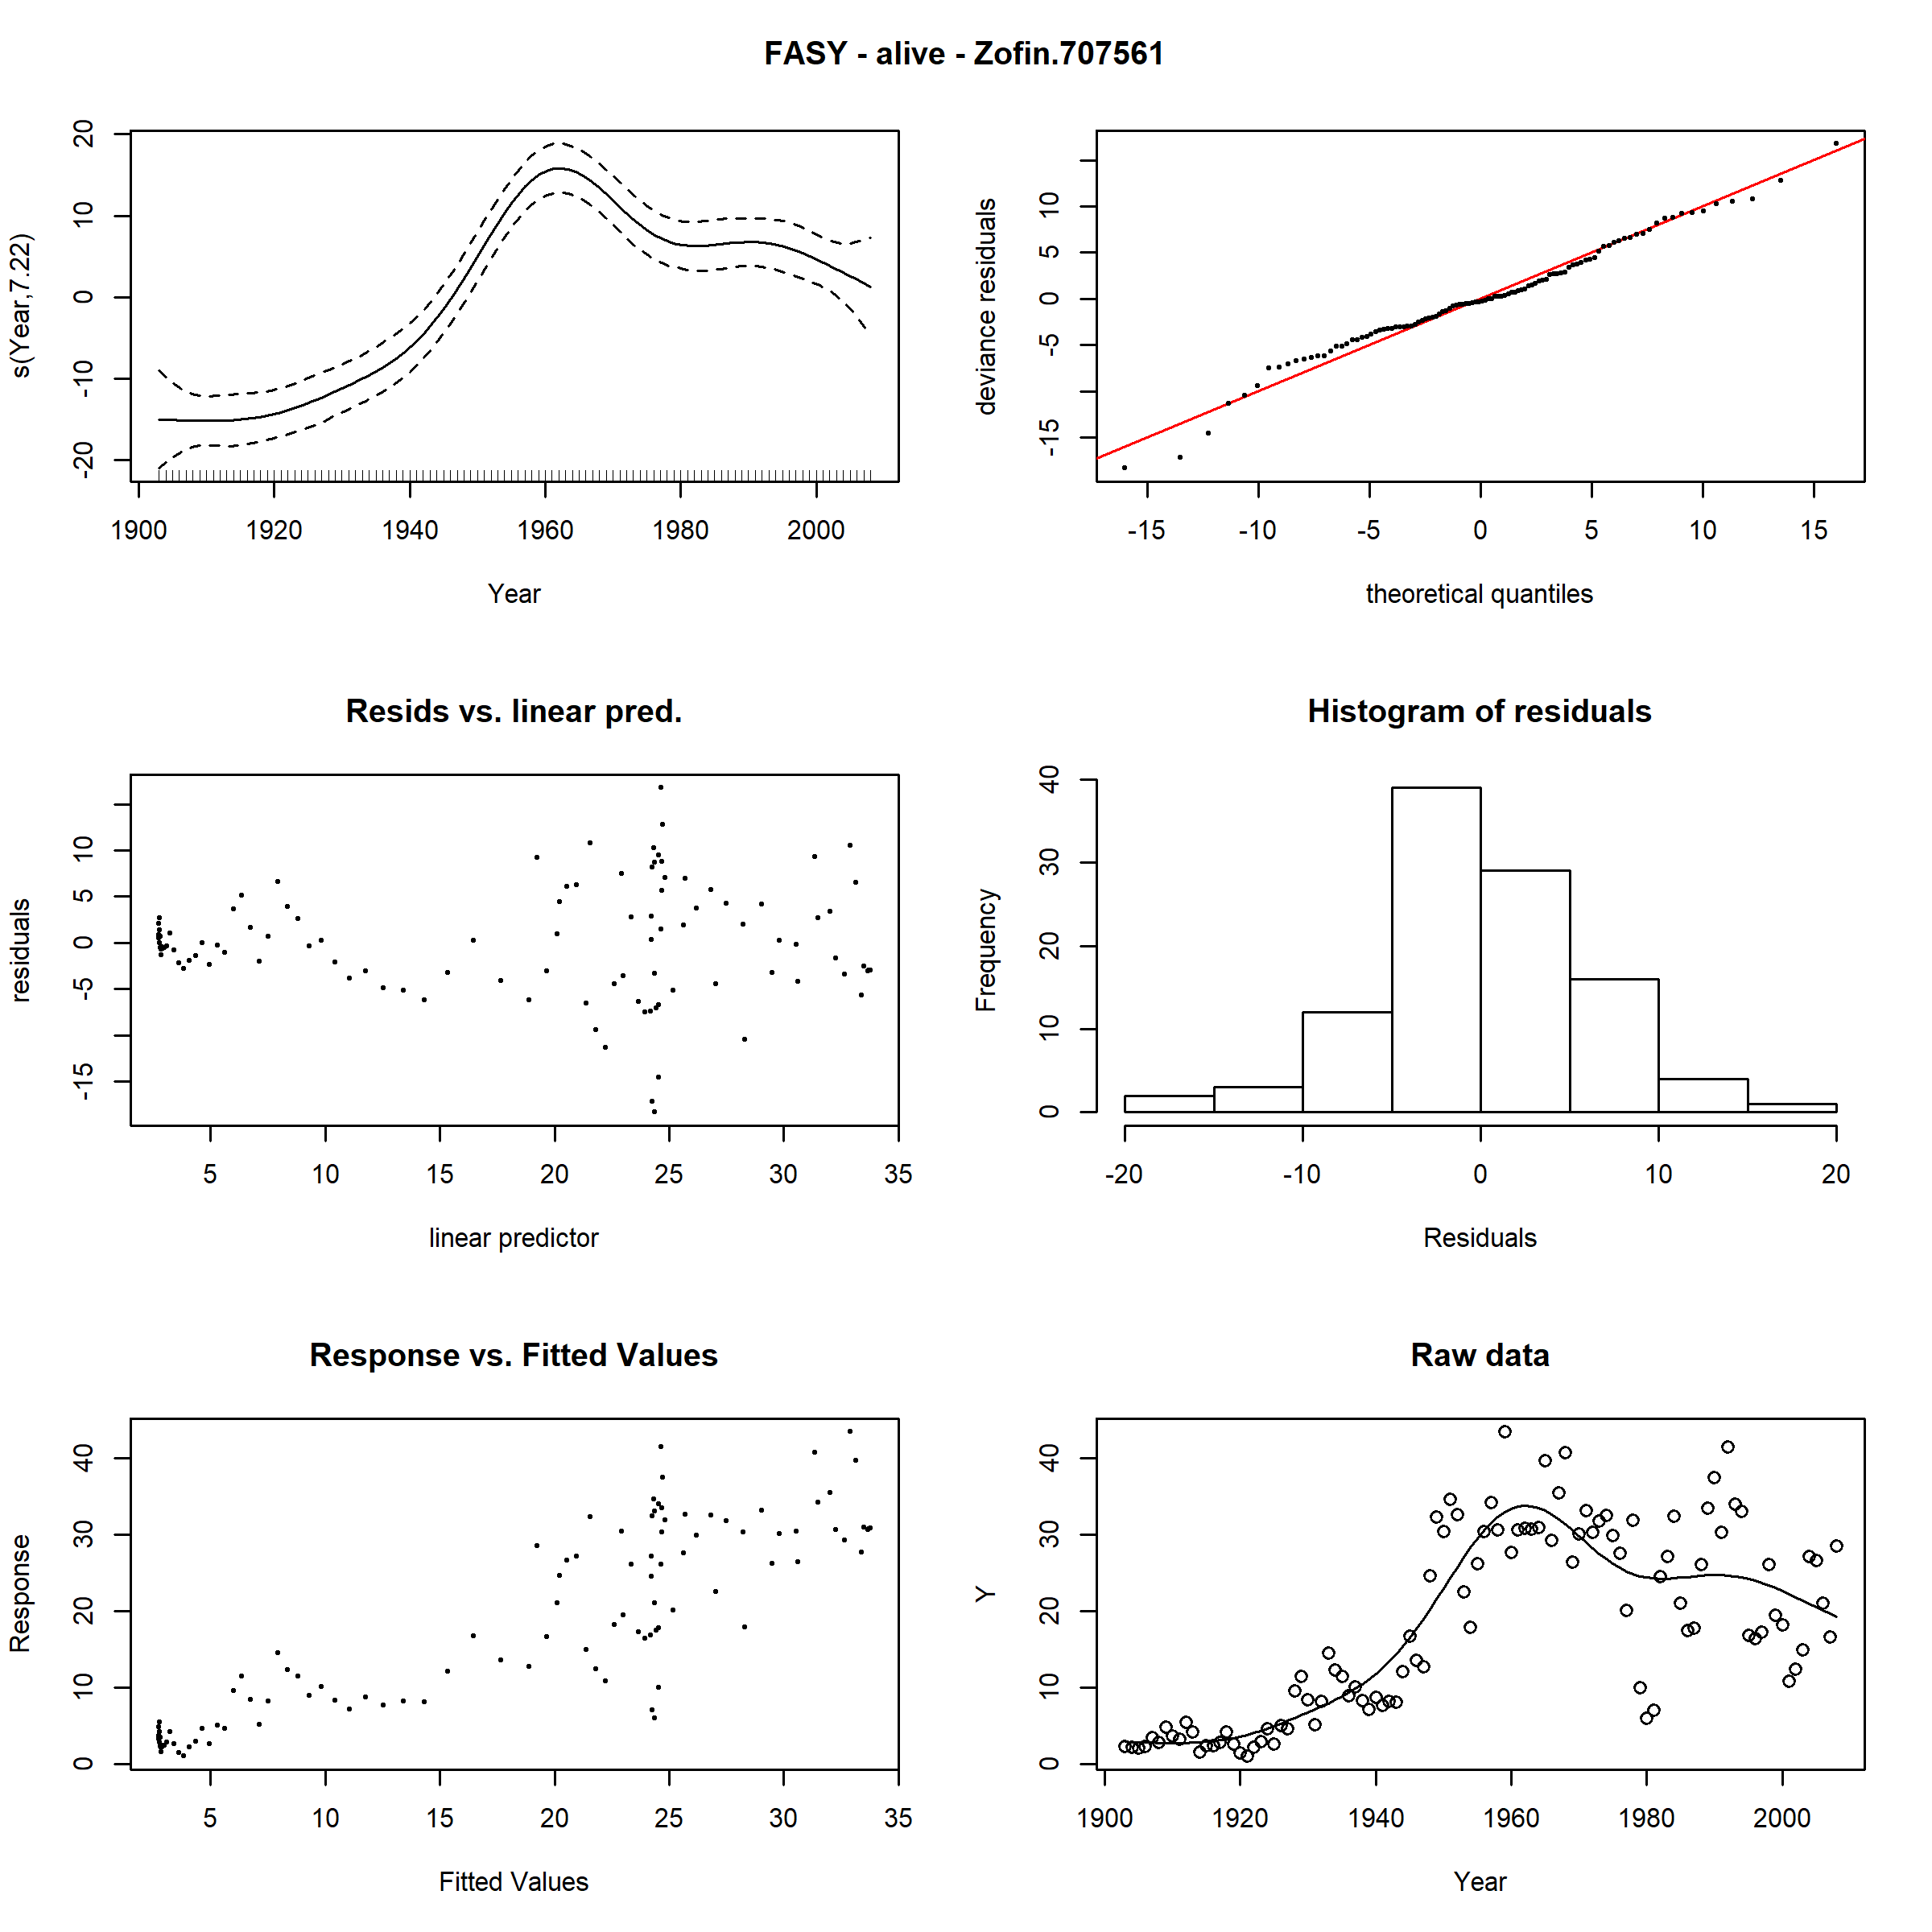 FASY - alive - Zofin.707561
20
10
0
-10
-20
s(Year,7.22)
1900 1920 1940 1960 1980 2000
Year
10
5
0
-5
-15
deviance residuals
-15 -10 -5 0 5 10 15
theoretical quantiles
Resids vs. linear pred.
10
5
0
-5
-15
residuals
5 10 15 20 25 30 35
linear predictor
Histogram of residuals
40
30
20
10
0
Frequency
-20 -10 0 10 20
Residuals
Response vs. Fitted Values
40
30
20
10
0
Response
5 10 15 20 25 30 35
Fitted Values
Raw data
40
30
20
10
0
Y
1900 1920 1940 1960 1980 2000
Year